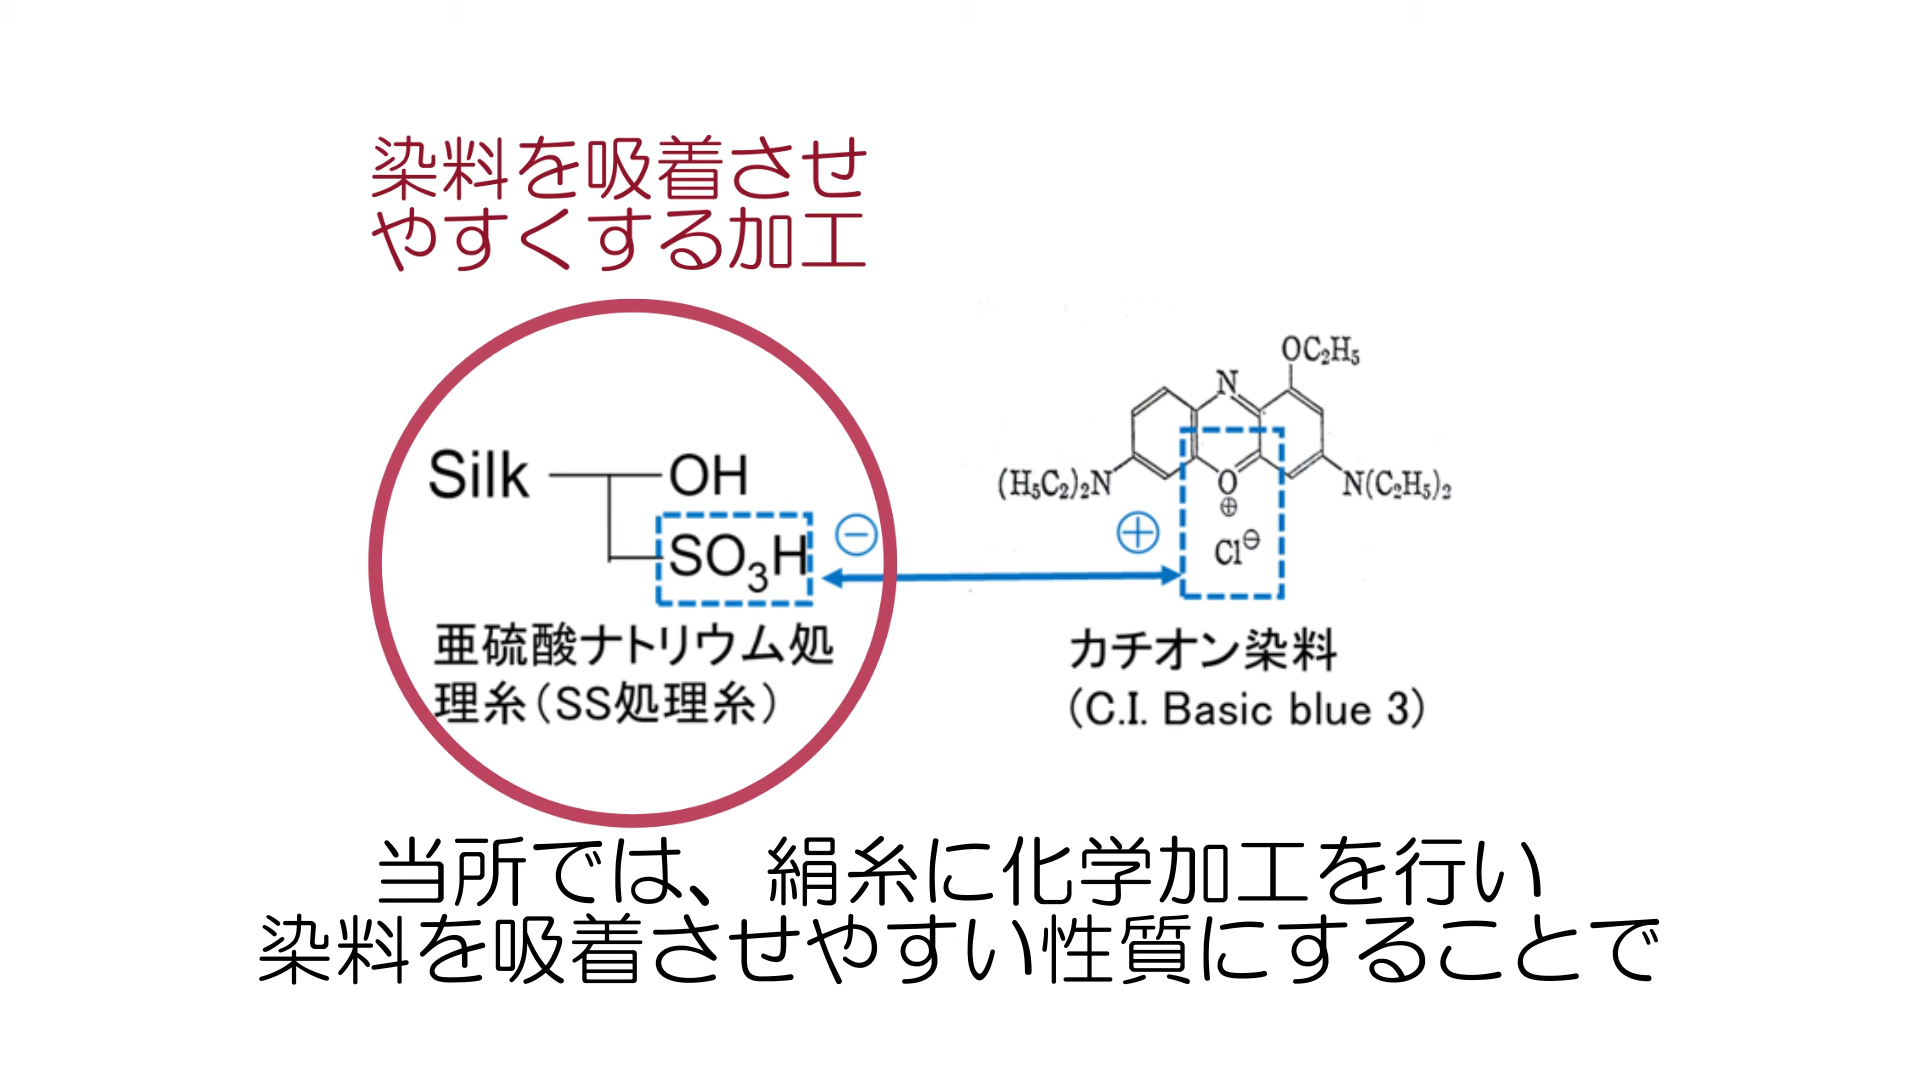 染料を吸着させ
やすくする加工
OC₂H₅
N
Silk
OH
(H₅C₂)₂N
O
N(C₂H₅)₂
⊕
⊖
⊕
SO₃H
Cl⊖
亜硫酸ナトリウム処
理糸(SS処理糸)
カチオン染料
(C.I. Basic blue 3)
当所では、絹糸に化学加工を行い
染料を吸着させやすい性質にすることで